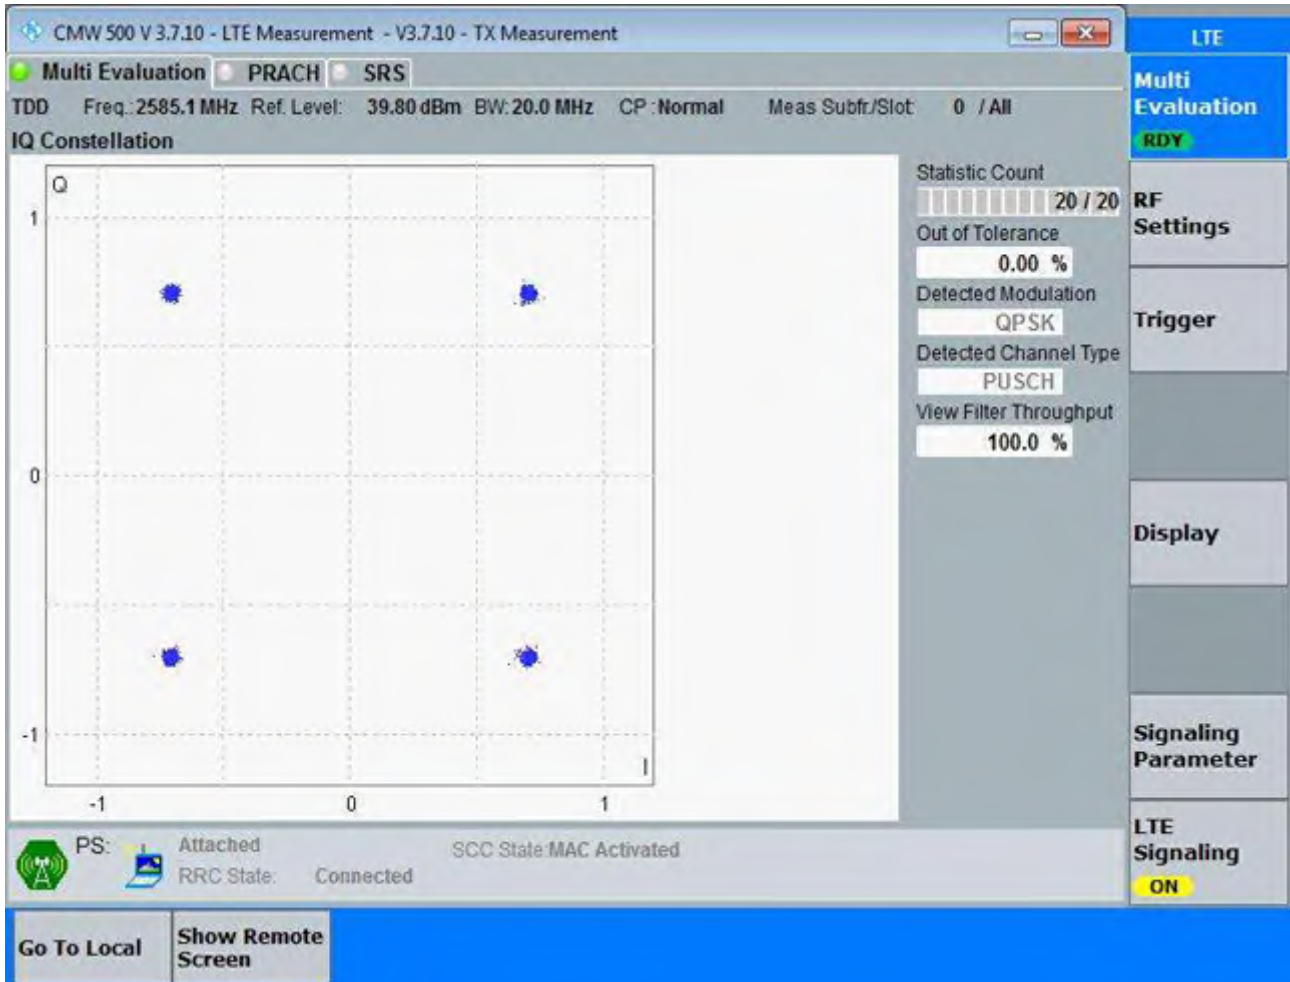 CMW 500 V 3.7.10 - LTE Measurement - V3.7.10 - TX Measurement
LTE
Multi Evaluation PRACH SRS
TDD Freq.: 2585.1 MHz Ref. Level: 39.80 dBm BW: 20.0 MHz CP : Normal Meas Subfr./Slot: 0 / All
IQ Constellation
Q
1
0
-1
I
-1 0 1
Statistic Count
20 / 20
Out of Tolerance
0.00 %
Detected Modulation
QPSK
Detected Channel Type
PUSCH
View Filter Throughput
100.0 %
Multi
Evaluation
RDY
RF
Settings
Trigger
Display
Signaling
Parameter
LTE
Signaling
ON
PS: Attached SCC State: MAC Activated
RRC State: Connected
Go To Local
Show Remote
Screen